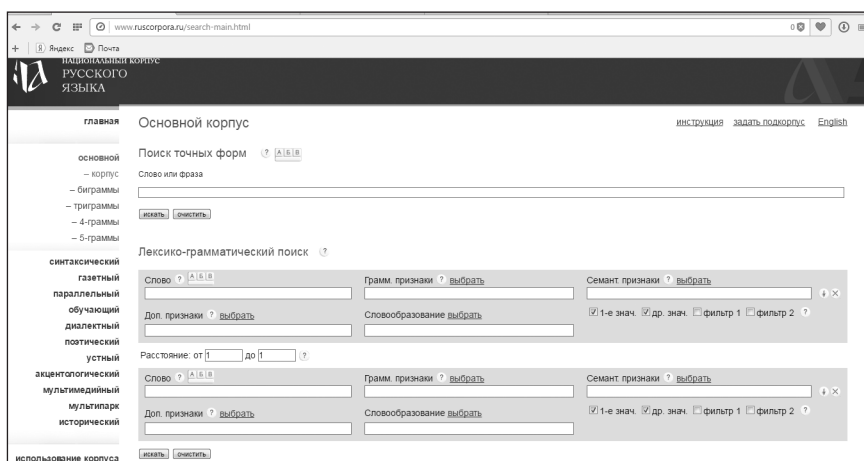 www.ruscorpora.ru/search-main.html
0
+ Яндекс Почта
НАЦИОНАЛЬНЫЙ КОРПУС
РУССКОГО
ЯЗЫКА
главная
основной
– корпус
– биграммы
– триграммы
– 4-граммы
– 5-граммы
синтаксический
газетный
параллельный
обучающий
диалектный
поэтический
устный
акцентологический
мультимедийный
мультипарк
исторический
использование корпуса
Основной корпус
инструкция задать подкорпус English
Поиск точных форм ? А Б В
Слово или фраза
искать очистить
Лексико-грамматический поиск ?
Слово ? А Б В Грамм. признаки ? выбрать Семант. признаки ? выбрать
Доп. признаки ? выбрать Словообразование выбрать 1-е знач. др. знач. фильтр 1 фильтр 2 ?
Расстояние: от 1 до 1 ?
Слово ? А Б В Грамм. признаки ? выбрать Семант. признаки ? выбрать
Доп. признаки ? выбрать Словообразование выбрать 1-е знач. др. знач. фильтр 1 фильтр 2 ?
искать очистить